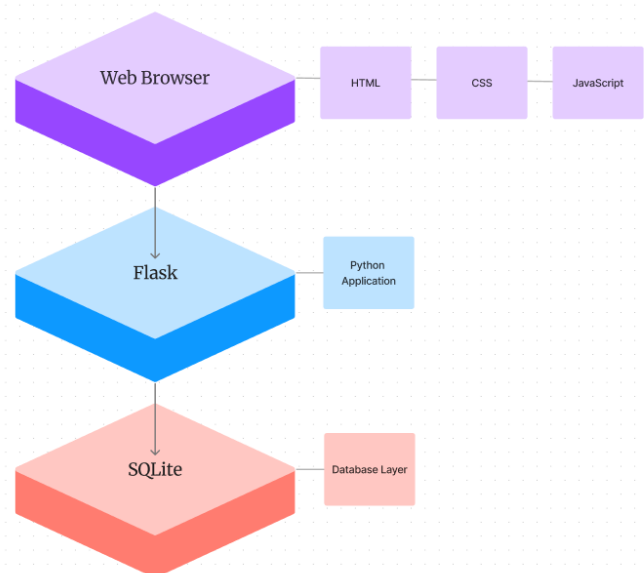 Web Browser
HTML
CSS
JavaScript
Flask
Python
Application
SQLite
Database Layer